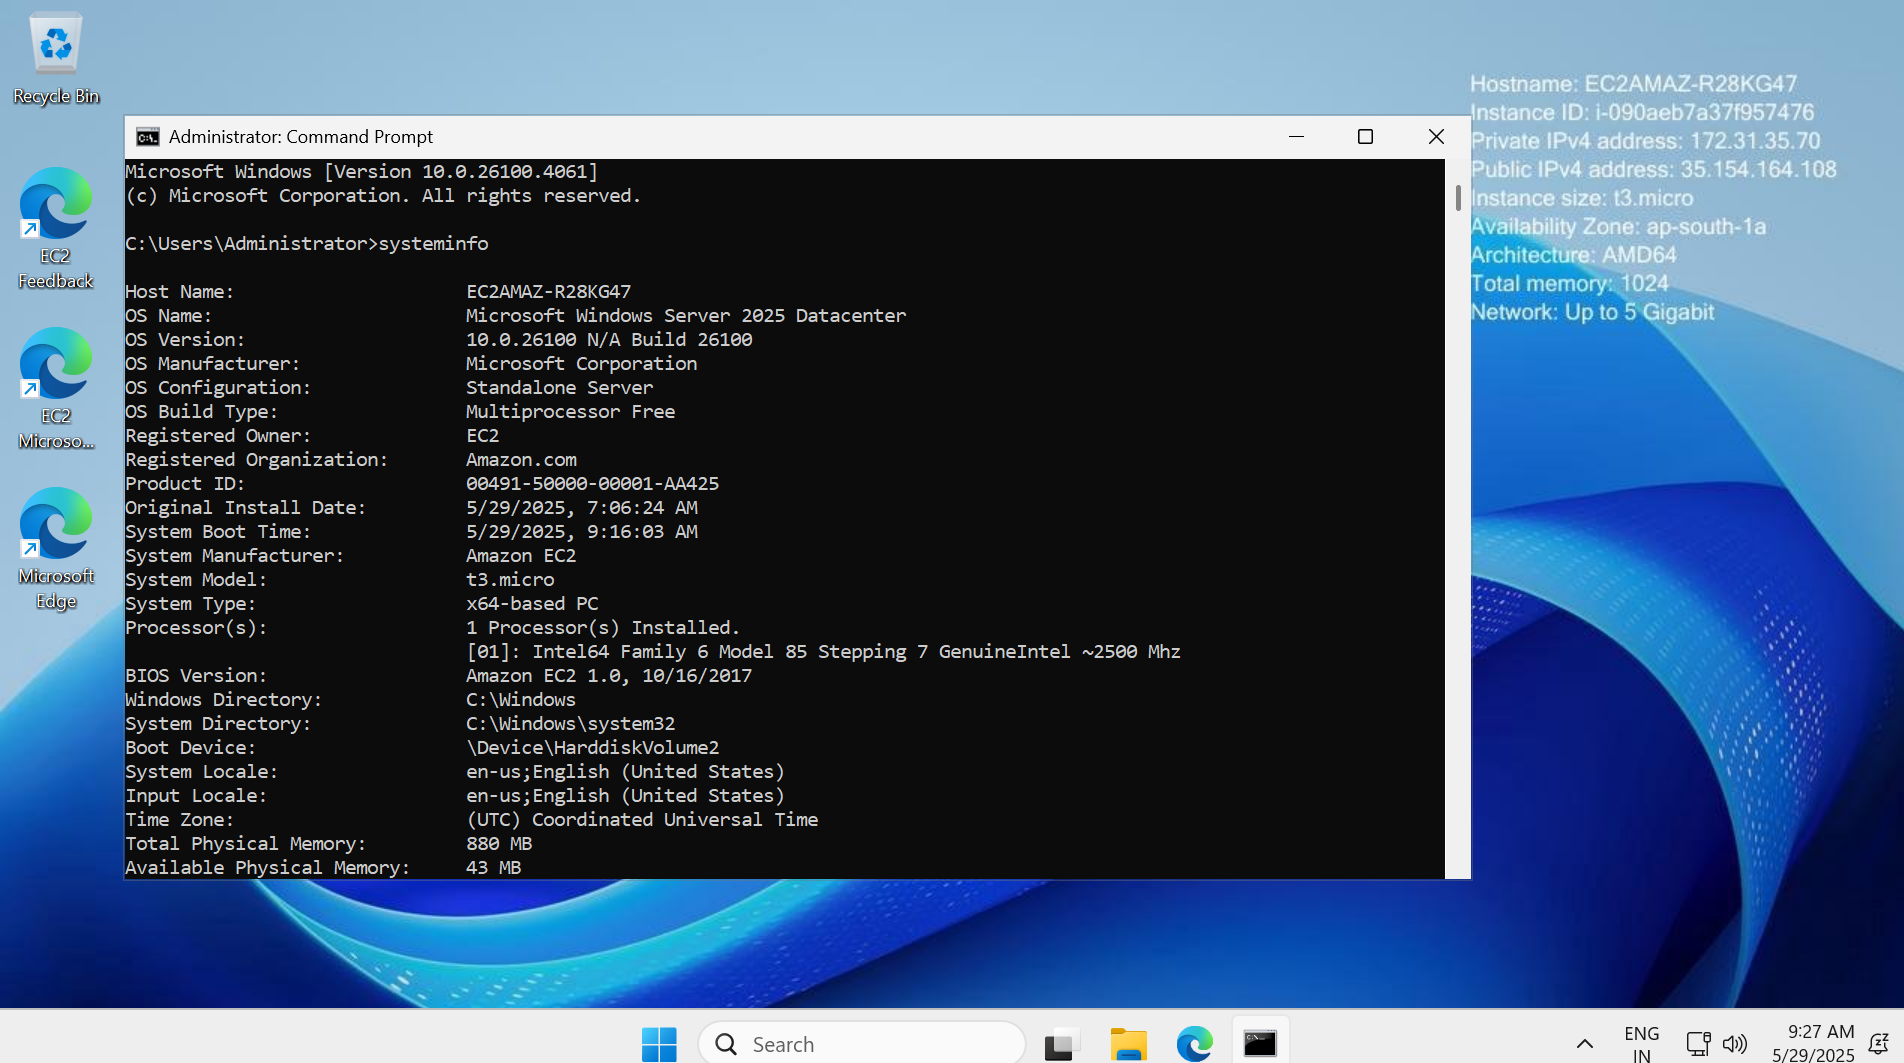 Recycle Bin
EC2
Feedback
EC2
Microso...
Microsoft
Edge
Administrator: Command Prompt
Microsoft Windows [Version 10.0.26100.4061]
(c) Microsoft Corporation. All rights reserved.
C:\Users\Administrator>systeminfo
Host Name: EC2AMAZ-R28KG47
OS Name: Microsoft Windows Server 2025 Datacenter
OS Version: 10.0.26100 N/A Build 26100
OS Manufacturer: Microsoft Corporation
OS Configuration: Standalone Server
OS Build Type: Multiprocessor Free
Registered Owner: EC2
Registered Organization: Amazon.com
Product ID: 00491-50000-00001-AA425
Original Install Date: 5/29/2025, 7:06:24 AM
System Boot Time: 5/29/2025, 9:16:03 AM
System Manufacturer: Amazon EC2
System Model: t3.micro
System Type: x64-based PC
Processor(s): 1 Processor(s) Installed.
[01]: Intel64 Family 6 Model 85 Stepping 7 GenuineIntel ~2500 Mhz
BIOS Version: Amazon EC2 1.0, 10/16/2017
Windows Directory: C:\Windows
System Directory: C:\Windows\system32
Boot Device: \Device\HarddiskVolume2
System Locale: en-us;English (United States)
Input Locale: en-us;English (United States)
Time Zone: (UTC) Coordinated Universal Time
Total Physical Memory: 880 MB
Available Physical Memory: 43 MB
Hostname: EC2AMAZ-R28KG47
Instance ID: i-090aeb7a37f957476
Private IPv4 address: 172.31.35.70
Public IPv4 address: 35.154.164.108
Instance size: t3.micro
Availability Zone: ap-south-1a
Architecture: AMD64
Total memory: 1024
Network: Up to 5 Gigabit
Search
ENG
IN
9:27 AM
5/29/2025